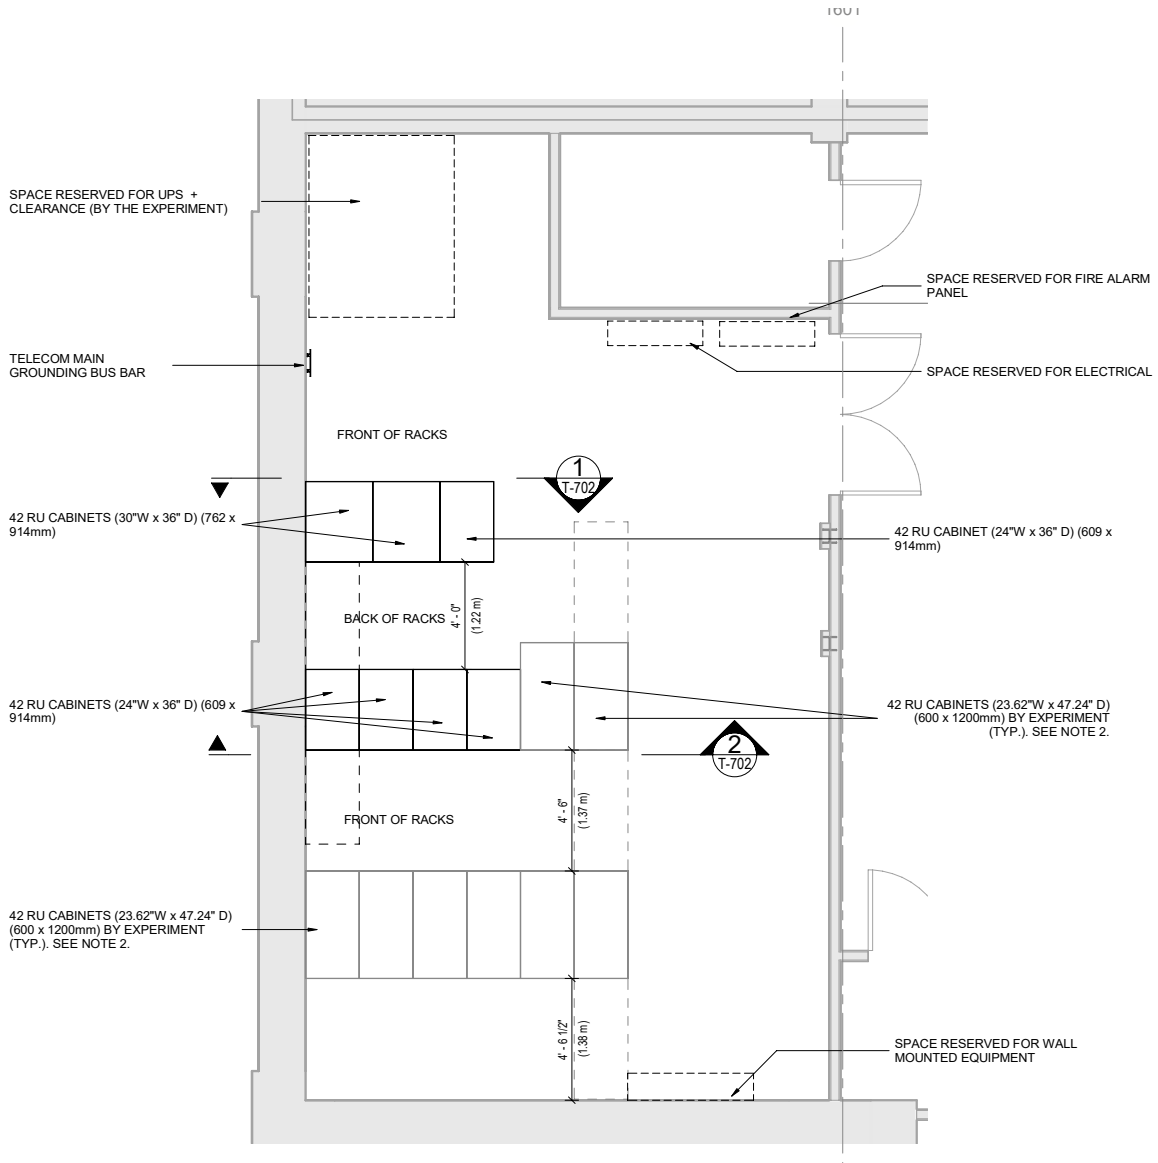 1601
SPACE RESERVED FOR UPS +
CLEARANCE (BY THE EXPERIMENT)
SPACE RESERVED FOR FIRE ALARM
PANEL
TELECOM MAIN
GROUNDING BUS BAR
SPACE RESERVED FOR ELECTRICAL
FRONT OF RACKS
1
T-702
42 RU CABINETS (30"W x 36" D) (762 x
914mm)
42 RU CABINET (24"W x 36" D) (609 x
914mm)
BACK OF RACKS
4' - 0"
(1.22 m)
42 RU CABINETS (24"W x 36" D) (609 x
914mm)
42 RU CABINETS (23.62"W x 47.24" D)
(600 x 1200mm) BY EXPERIMENT
(TYP.). SEE NOTE 2.
2
T-702
4' - 6"
(1.37 m)
FRONT OF RACKS
42 RU CABINETS (23.62"W x 47.24" D)
(600 x 1200mm) BY EXPERIMENT
(TYP.). SEE NOTE 2.
4' - 6 1/2"
(1.38 m)
SPACE RESERVED FOR WALL
MOUNTED EQUIPMENT